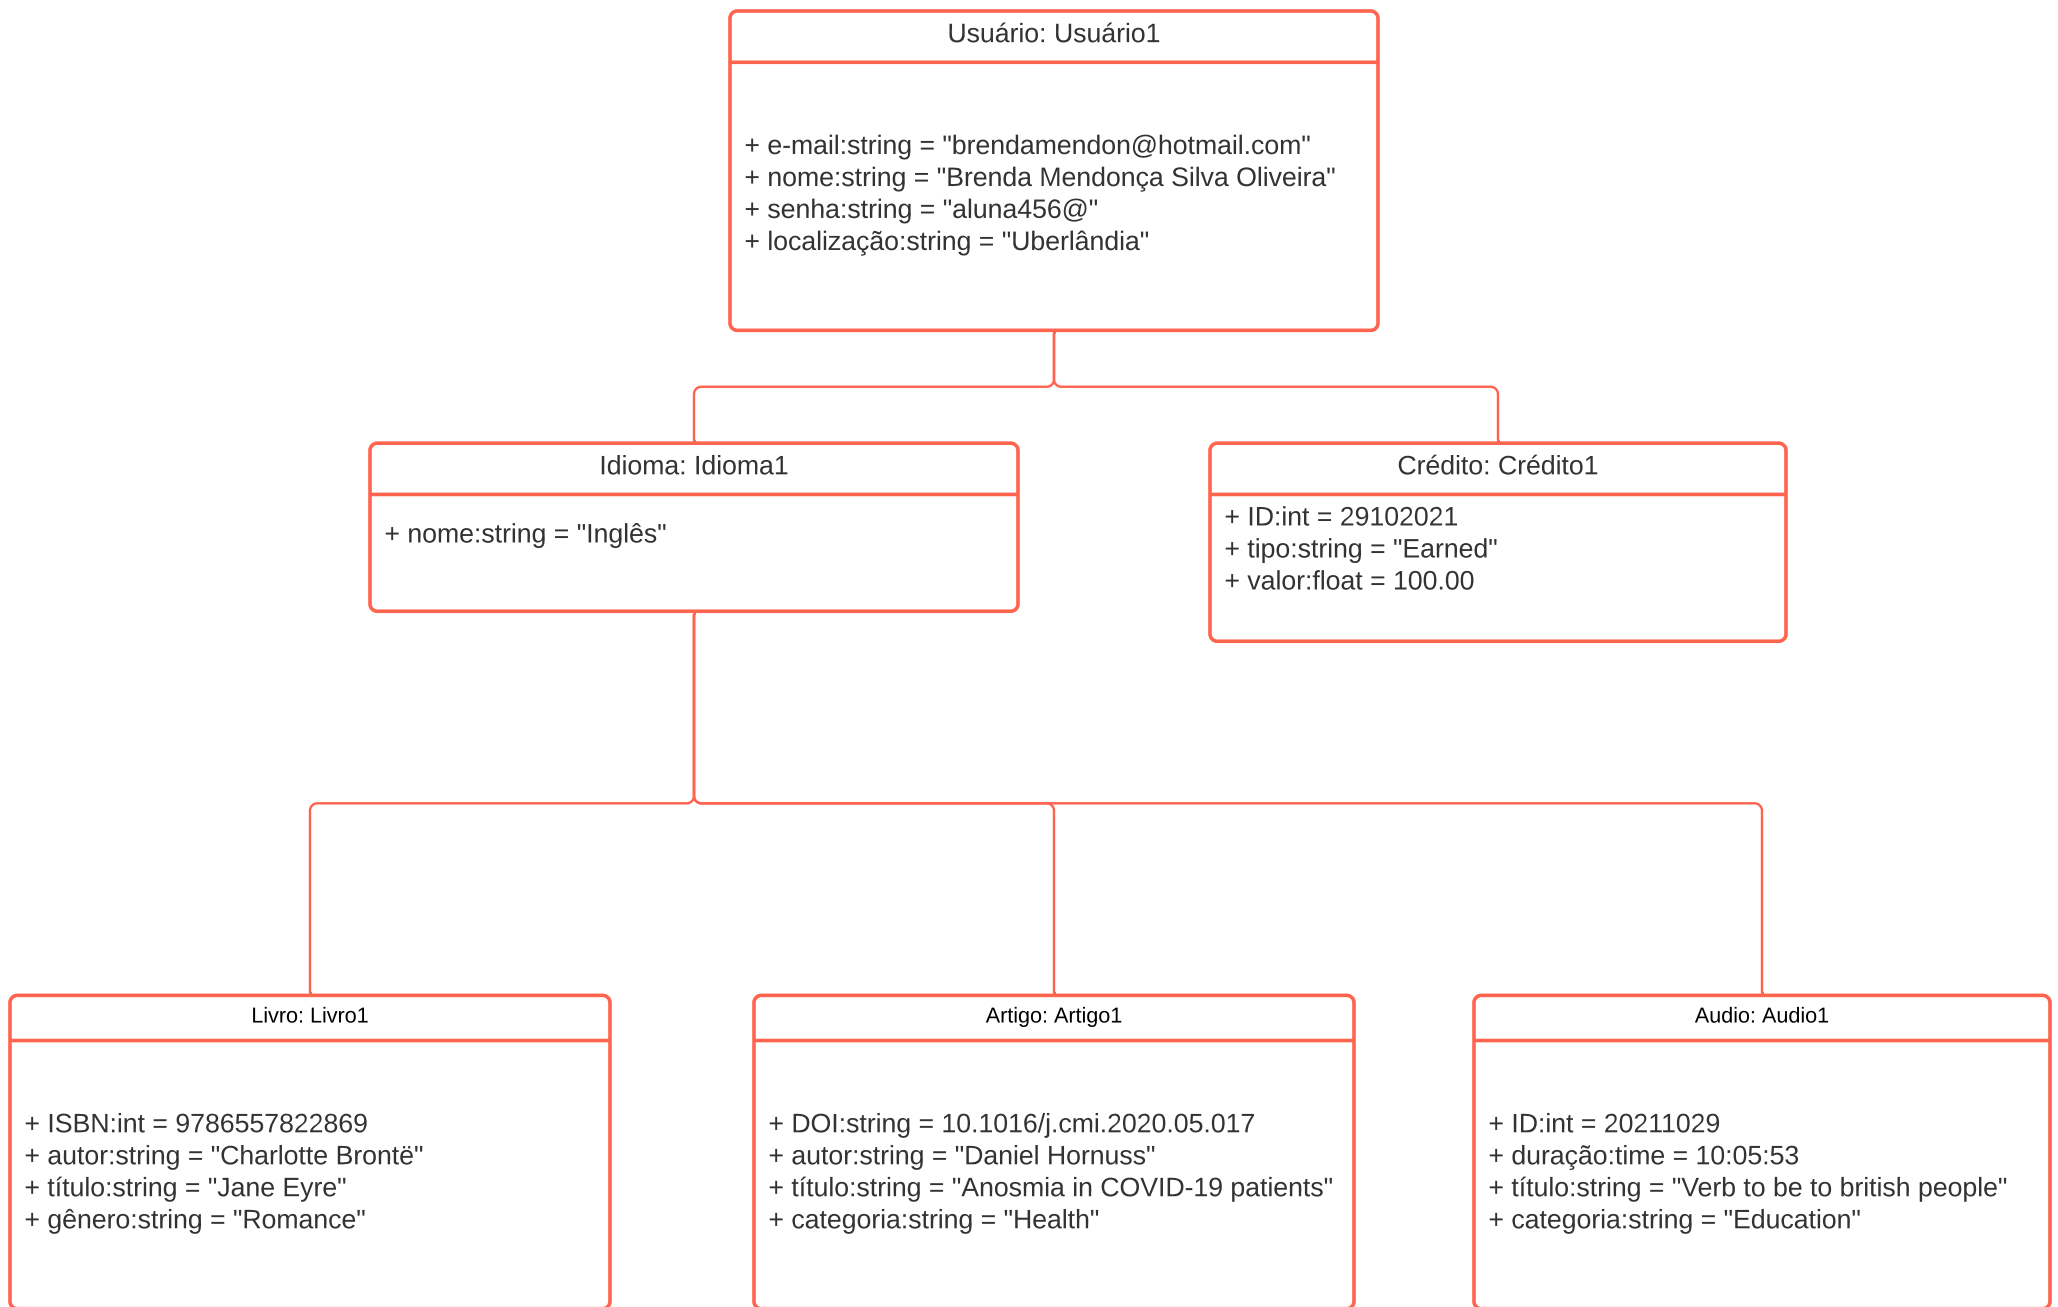 Usuário: Usuário1
+ e-mail:string = "brendamendon@hotmail.com"
+ nome:string = "Brenda Mendonça Silva Oliveira"
+ senha:string = "aluna456@"
+ localização:string = "Uberlândia"
Idioma: Idioma1
+ nome:string = "Inglês"
Crédito: Crédito1
+ ID:int = 29102021
+ tipo:string = "Earned"
+ valor:float = 100.00
Livro: Livro1
+ ISBN:int = 9786557822869
+ autor:string = "Charlotte Brontë"
+ título:string = "Jane Eyre"
+ gênero:string = "Romance"
Artigo: Artigo1
+ DOI:string = 10.1016/j.cmi.2020.05.017
+ autor:string = "Daniel Hornuss"
+ título:string = "Anosmia in COVID-19 patients"
+ categoria:string = "Health"
Audio: Audio1
+ ID:int = 20211029
+ duração:time = 10:05:53
+ título:string = "Verb to be to british people"
+ categoria:string = "Education"